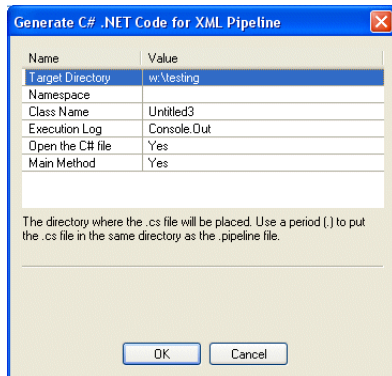 Generate C# .NET Code for XML Pipeline
Name Value
Target Directory w:\testing
Namespace
Class Name Untitled3
Execution Log Console.Out
Open the C# file Yes
Main Method Yes
The directory where the .cs file will be placed. Use a period (.) to put
the .cs file in the same directory as the .pipeline file.
OK Cancel